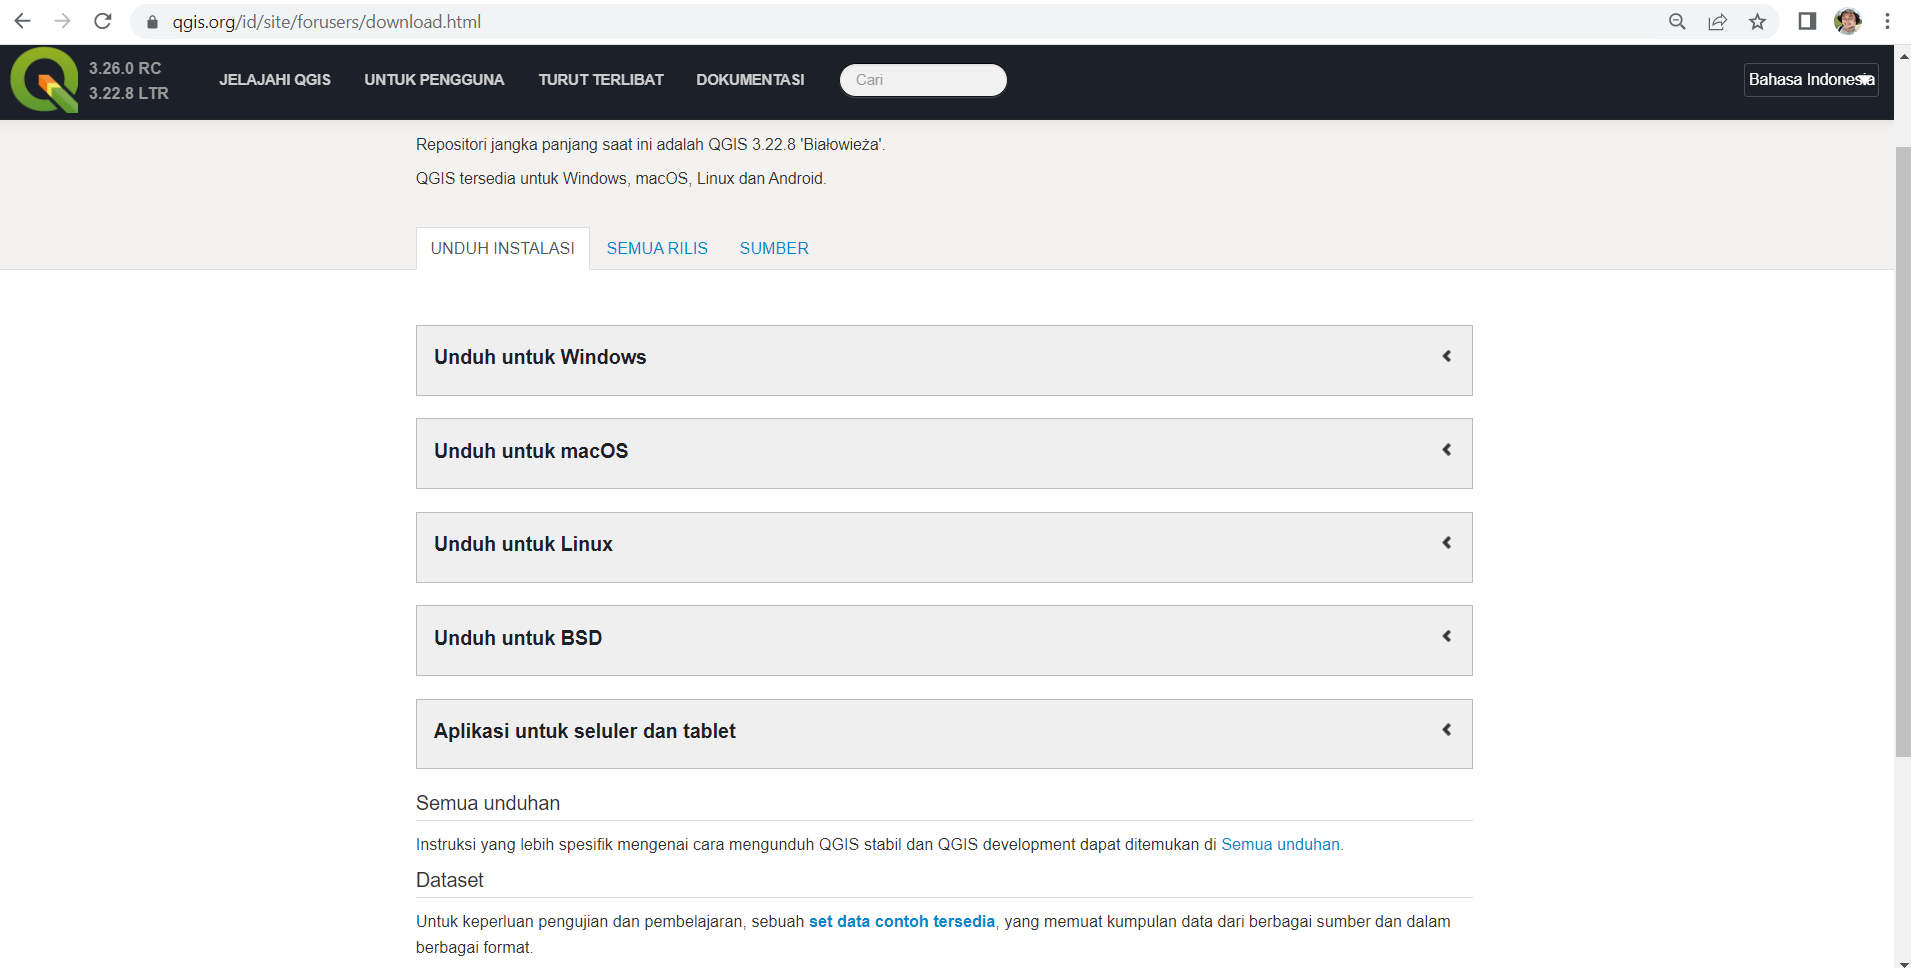 qgis.org/id/site/forusers/download.html
3.26.0 RC
3.22.8 LTR
JELAJAHI QGIS
UNTUK PENGGUNA
TURUT TERLIBAT
DOKUMENTASI
Cari
Bahasa Indonesia
Repositori jangka panjang saat ini adalah QGIS 3.22.8 'Białowieża'.
QGIS tersedia untuk Windows, macOS, Linux dan Android.
UNDUH INSTALASI
SEMUA RILIS
SUMBER
Unduh untuk Windows
Unduh untuk macOS
Unduh untuk Linux
Unduh untuk BSD
Aplikasi untuk seluler dan tablet
Semua unduhan
Instruksi yang lebih spesifik mengenai cara mengunduh QGIS stabil dan QGIS development dapat ditemukan di Semua unduhan.
Dataset
Untuk keperluan pengujian dan pembelajaran, sebuah set data contoh tersedia, yang memuat kumpulan data dari berbagai sumber dan dalam
berbagai format.